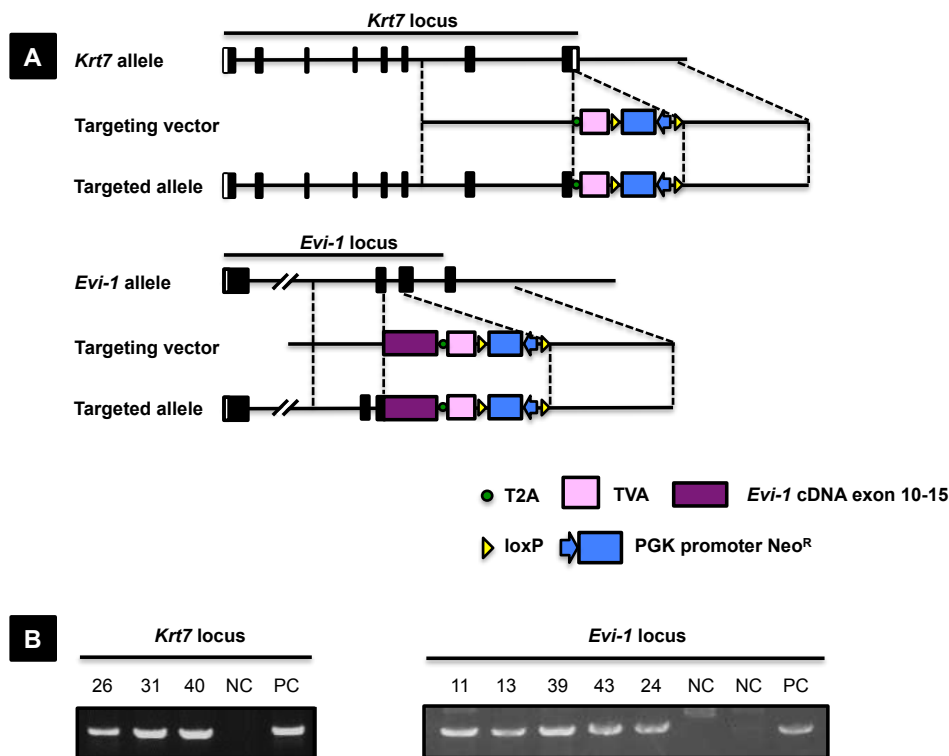 A
Krt7 locus
Krt7 allele
Targeting vector
Targeted allele
Evi-1 locus
Evi-1 allele
Targeting vector
Targeted allele
T2A TVA Evi-1 cDNA exon 10-15
loxP PGK promoter Neoᴿ
B
Krt7 locus Evi-1 locus
26 31 40 NC PC 11 13 39 43 24 NC NC PC